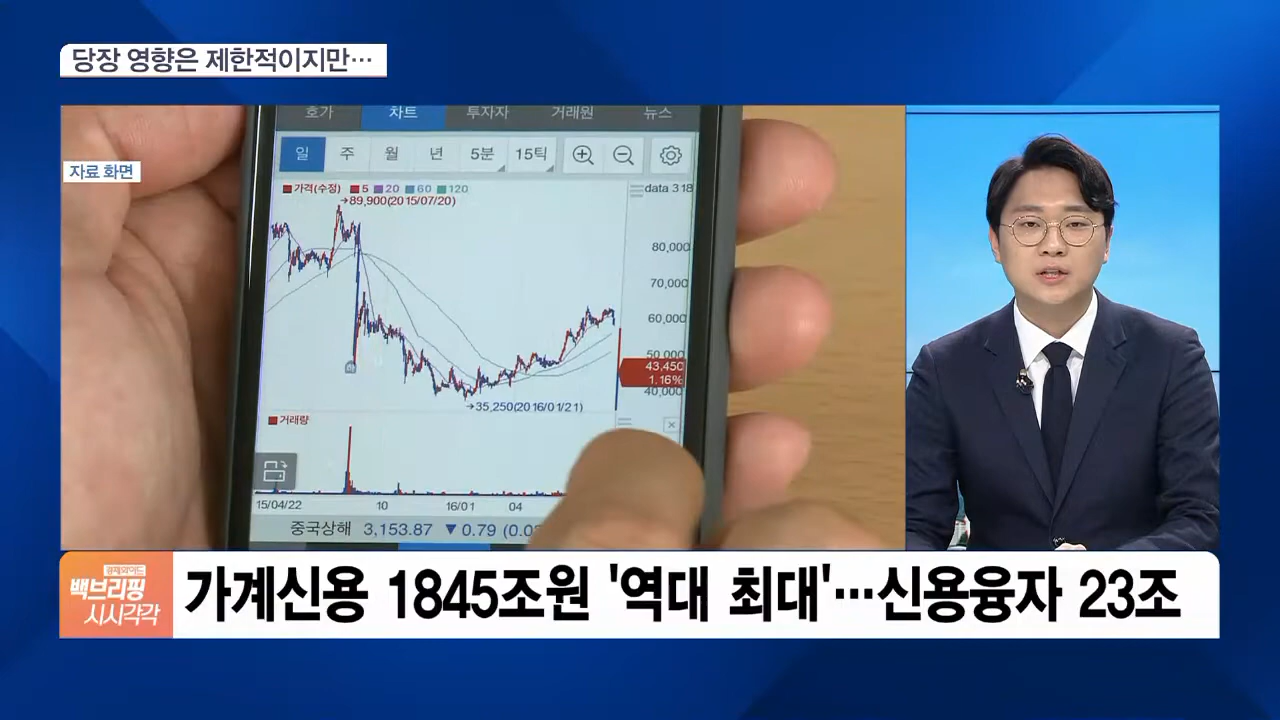 당장 영향은 제한적이지만…
자료 화면
호가 차트 투자자 거래원 뉴스
일 주 월 년 5분 15틱
가격(수정) 5 20 60 120
data 318
89,900(2015/07/20)
80,000
70,000
60,000
50,000
43,450
1.16%
40,000
35,250(2016/01/21)
거래량
15/04/22 10 16/01 04
중국상해 3,153.87 ▼0.79
경제와이드
백브리핑
시시각각
가계신용 1845조원 '역대 최대'…신용융자 23조